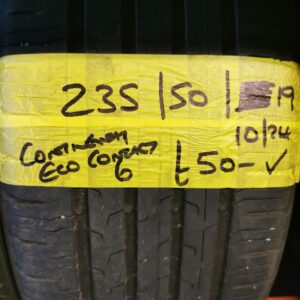 235/50/19
10/24
CONTINENTAL
ECO CONTACT
6
£50-✓